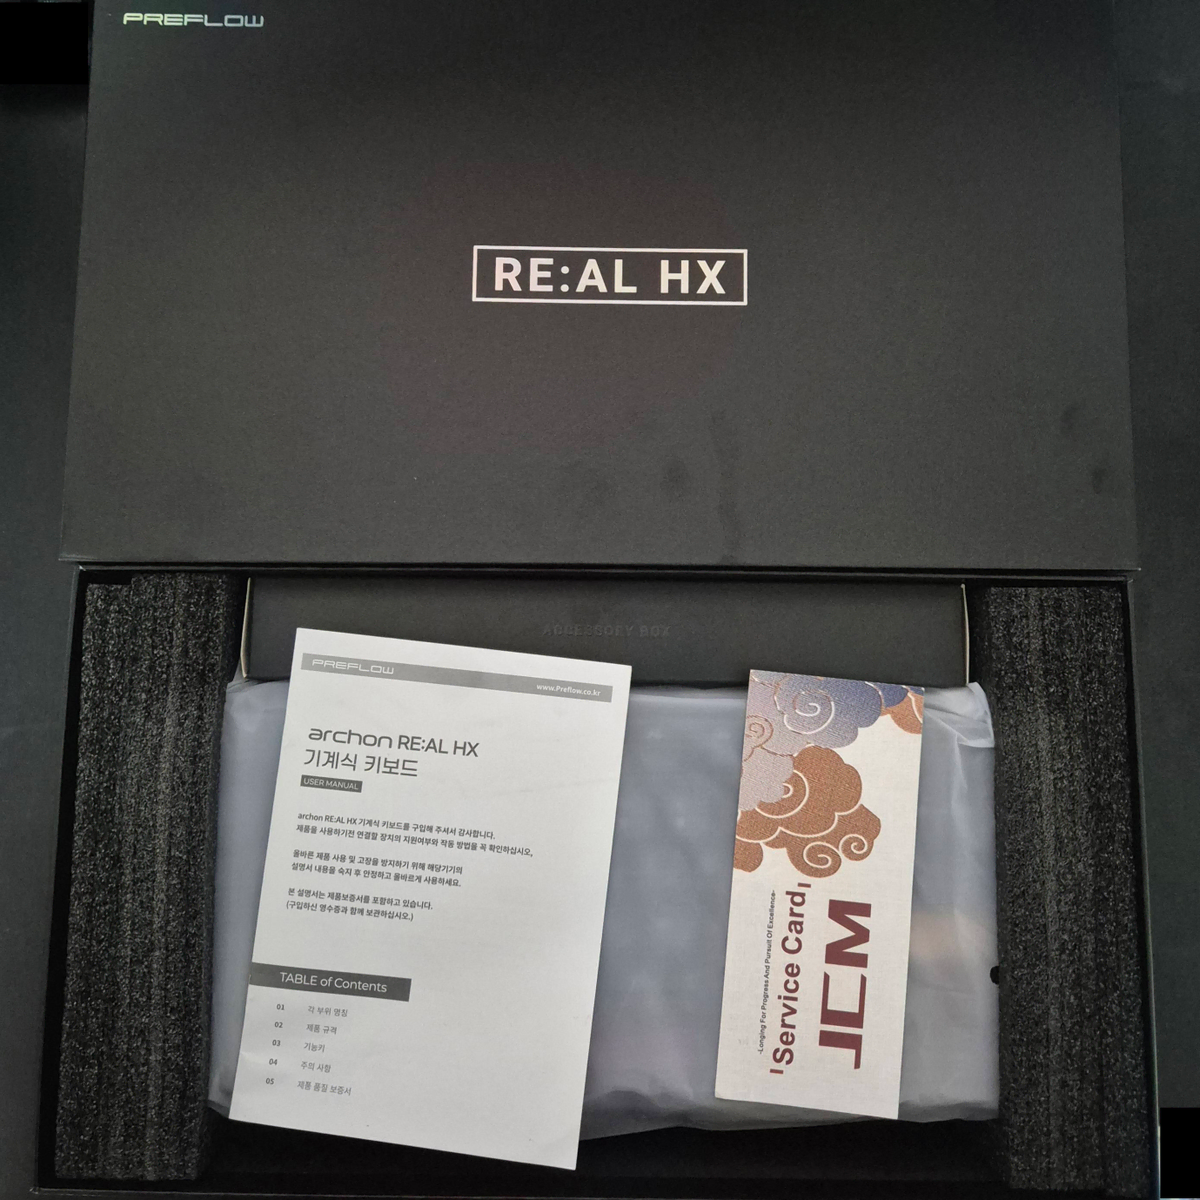 PREFLOW
RE:AL HX
ACCESSORY BOX
PREFLOW
www.Preflow.co.kr
archon RE:AL HX
기계식 키보드
USER MANUAL
archon RE:AL HX 기계식 키보드를 구입해 주셔서 감사합니다.
제품을 사용하기전 연결할 장치의 지원여부와 작동 방법을 꼭 확인하십시오,
올바른 제품 사용 및 고장을 방지하기 위해 해당기기의
설명서 내용을 숙지 후 안정하고 올바르게 사용하세요.
본 설명서는 제품보증서를 포함하고 있습니다.
(구입하신 영수증과 함께 보관하십시오.)
TABLE of Contents
01 각 부위 명칭
02 제품 규격
03 기능키
04 주의 사항
05 제품 품질 보증서
-Longing For Progress And Pursuit Of Excellence-
「Service Card」
JCM